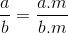 a/b = a.m/b.m